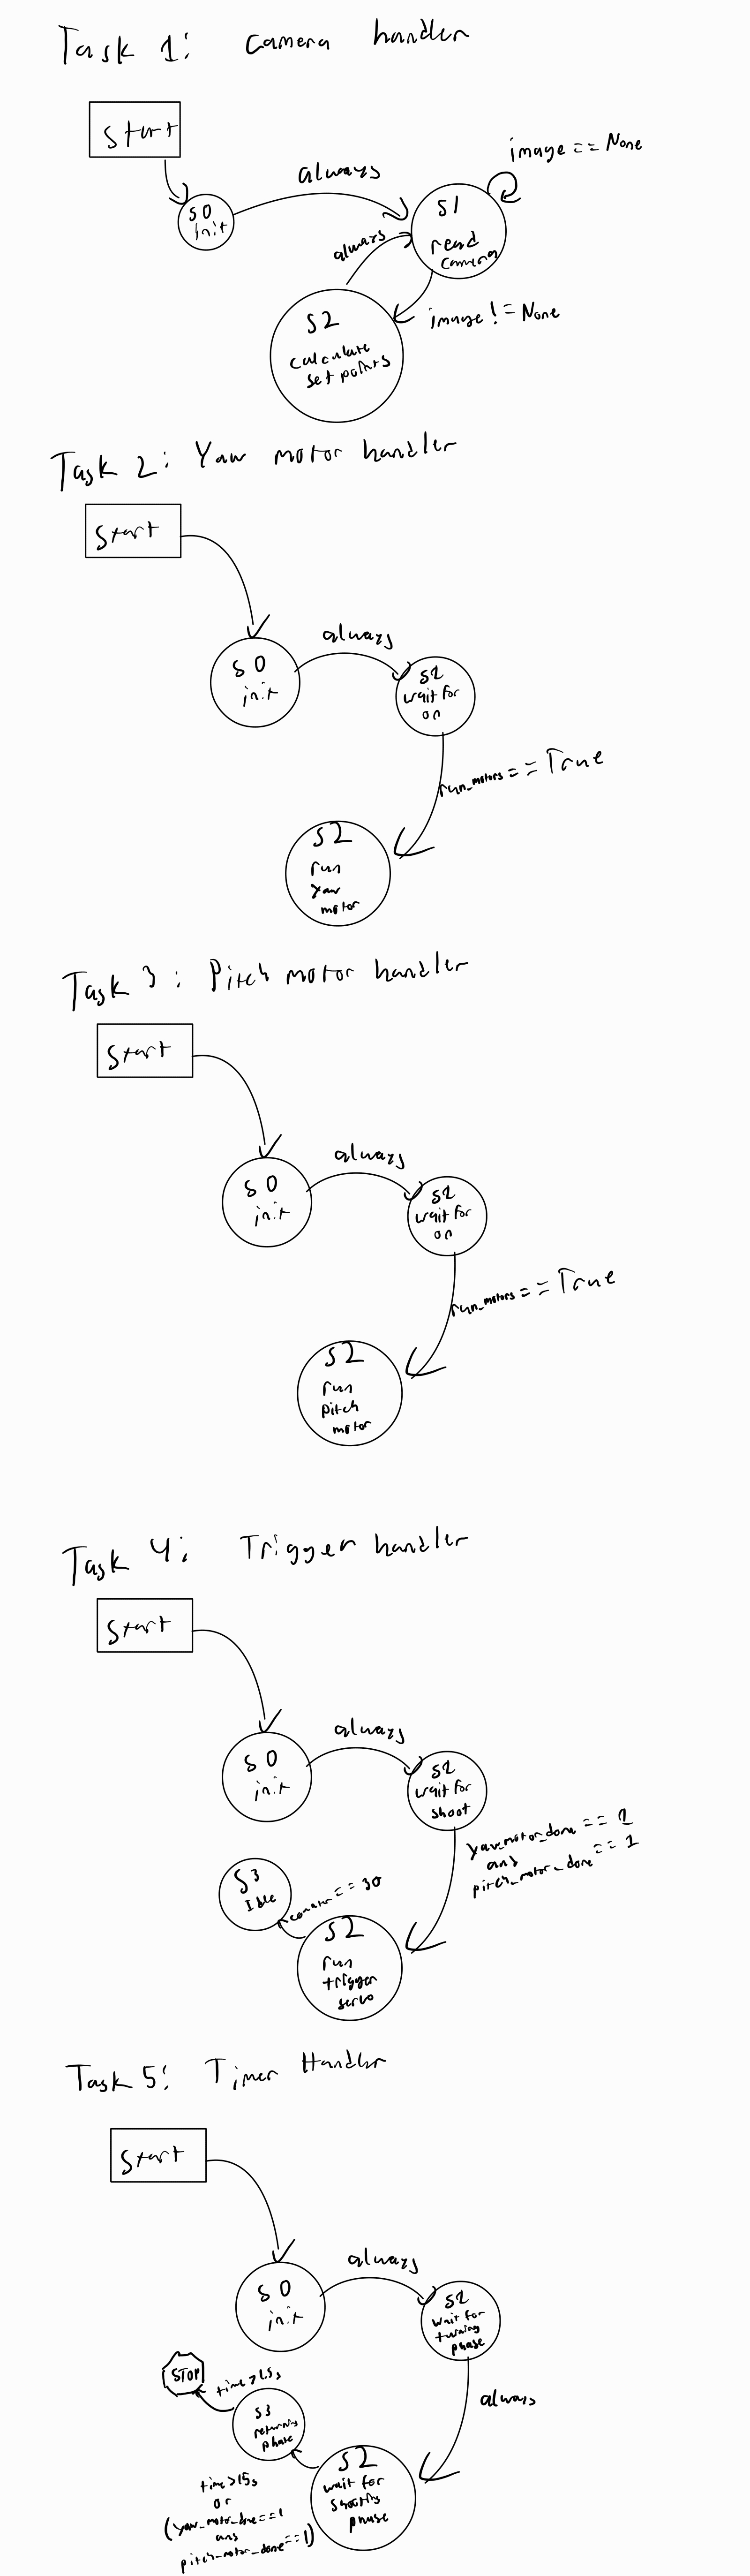 Task 1: Camera handler
start
S0
init
always
image == None
S1
read
camera
always
image != None
S2
calculate
set points
Task 2: Yaw motor handler
start
S0
init
always
S1
wait for
on
run_motors == True
S2
run
yaw
motor
Task 3: Pitch motor handler
start
S0
init
always
S1
wait for
on
run_motors == True
S2
run
pitch
motor
Task 4: Trigger handler
start
S0
init
always
S1
wait for
shoot
yaw_motor_done == 1
and
pitch_motor_done == 1
S3
Idle
counter == 30
S2
run
trigger
servo
Task 5: Timer Handler
start
S0
init
always
S1
wait for
turning
phase
always
STOP
S3
returning
phase
S2
wait for
shooting
phase
time > 15s
or
(yaw_motor_done == 1
and
pitch_motor_done == 1)